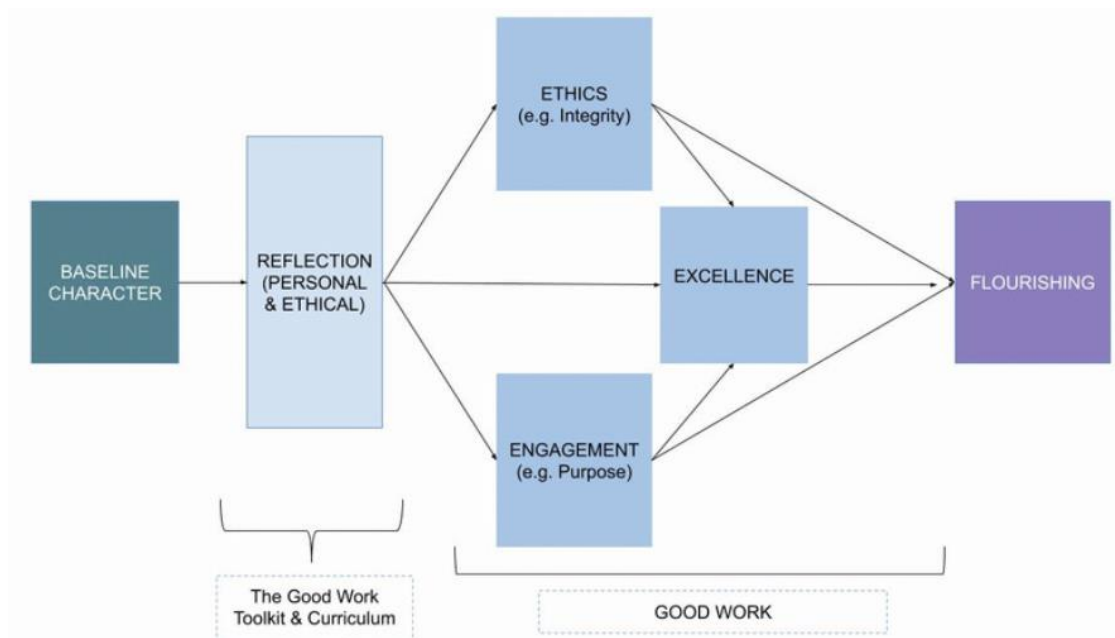 ETHICS
(e.g. Integrity)
BASELINE
CHARACTER
REFLECTION
(PERSONAL
& ETHICAL)
EXCELLENCE
FLOURISHING
ENGAGEMENT
(e.g. Purpose)
The Good Work
Toolkit & Curriculum
GOOD WORK